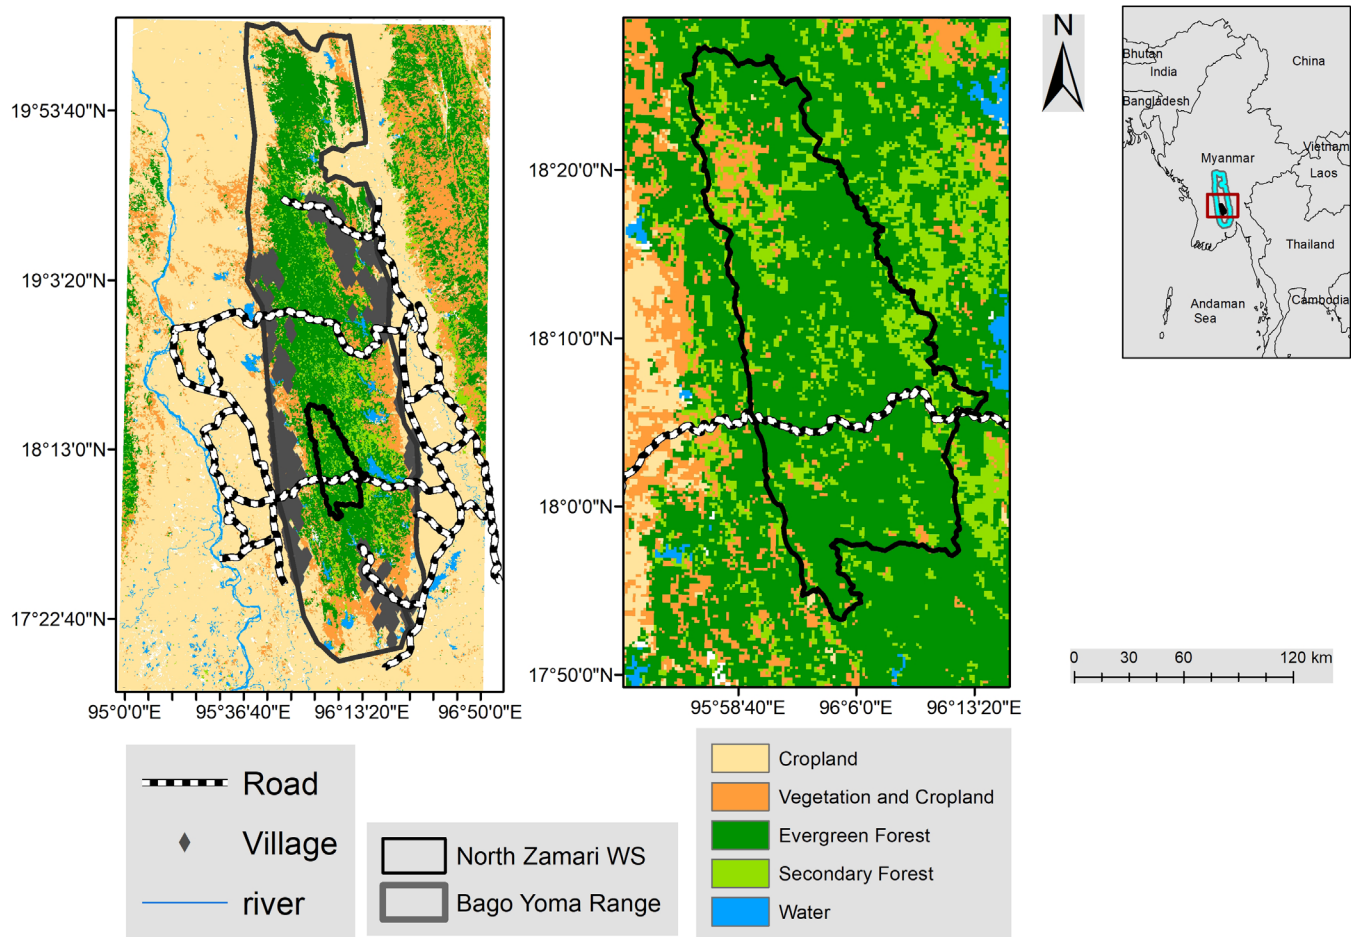 19°53'40"N
19°3'20"N
18°13'0"N
17°22'40"N
95°0'0"E
95°36'40"E
96°13'20"E
96°50'0"E
18°20'0"N
18°10'0"N
18°0'0"N
17°50'0"N
95°58'40"E
96°6'0"E
96°13'20"E
N
Bhutan
India
China
Bangladesh
Myanmar
Vietnam
Laos
Thailand
Andaman
Sea
Cambodia
0 30 60 120 km
Road
Village
river
North Zamari WS
Bago Yoma Range
Cropland
Vegetation and Cropland
Evergreen Forest
Secondary Forest
Water